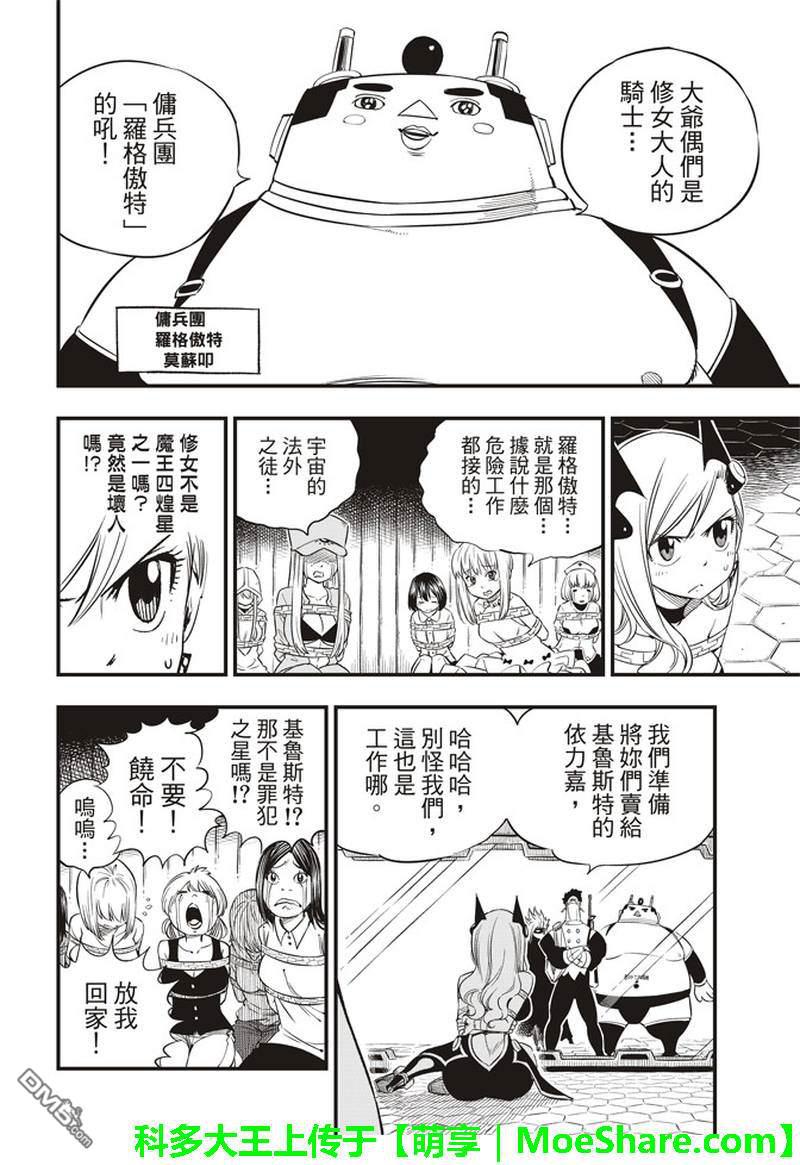 大爺偶們是
修女大人的
騎士⋯
傭兵團
「羅格傲特」
的吼！
傭兵團
羅格傲特
莫蘇叩
羅格傲特⋯
就是那個⋯
據說什麼
危險工作
都接的⋯
宇宙的
法外
之徒⋯
修女不是
魔王四煌星
之一嗎？
竟然是壞人
嗎!?
我們準備
將妳們賣給
基魯斯特的
依力嘉，
哈哈哈，
別怪我們，
這也是
工作哪。
基魯斯特!?
那不是罪犯
之星嗎!?
不要！
饒命！
嗚嗚⋯
放我
回家！
DM5.com
科多大王上传于【萌享‖MoeShare.com】